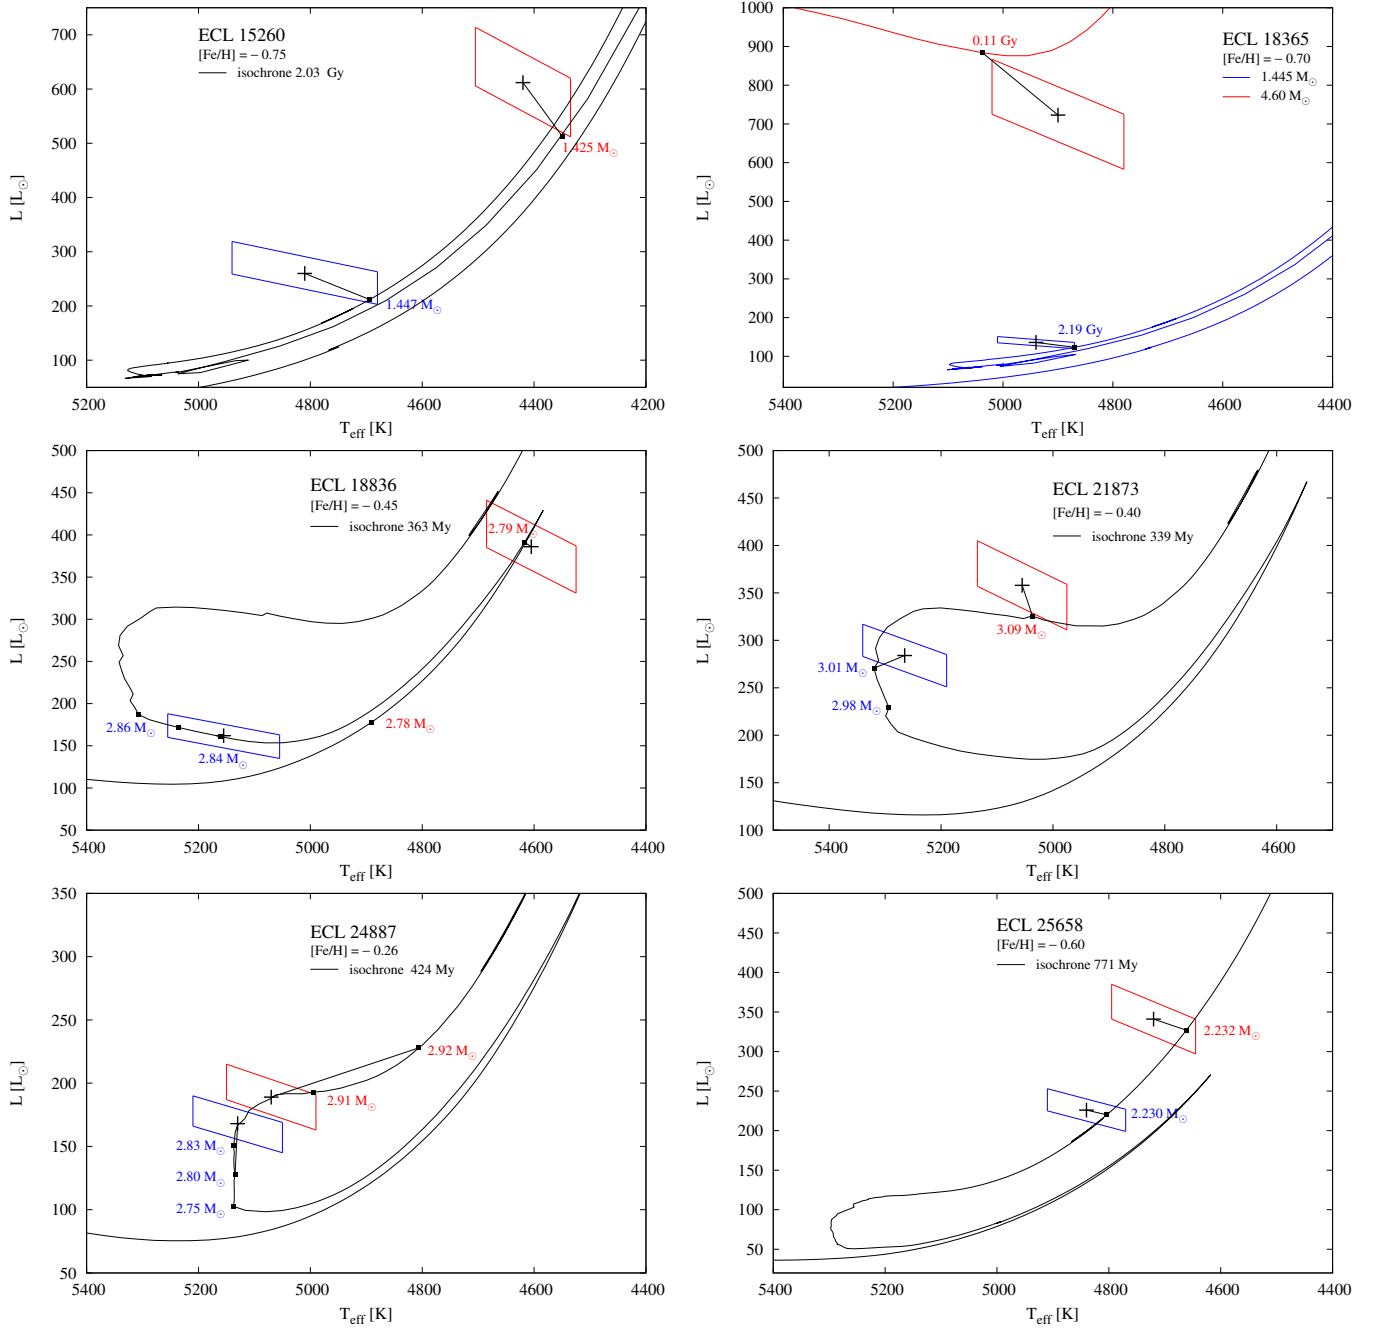 ECL 15260
[Fe/H] = − 0.75
isochrone 2.03 Gy
1.425 M☉
1.447 M☉
L [L☉]
700
600
500
400
300
200
100
5200
5000
4800
4600
4400
4200
Teff [K]
ECL 18365
[Fe/H] = − 0.70
1.445 M☉
4.60 M☉
0.11 Gy
2.19 Gy
L [L☉]
1000
900
800
700
600
500
400
300
200
100
5400
5200
5000
4800
4600
4400
Teff [K]
ECL 18836
[Fe/H] = − 0.45
isochrone 363 My
2.79 M☉
2.78 M☉
2.86 M☉
2.84 M☉
L [L☉]
500
450
400
350
300
250
200
150
100
50
5400
5200
5000
4800
4600
4400
Teff [K]
ECL 21873
[Fe/H] = − 0.40
isochrone 339 My
3.09 M☉
3.01 M☉
2.98 M☉
L [L☉]
500
450
400
350
300
250
200
150
100
5400
5200
5000
4800
4600
Teff [K]
ECL 24887
[Fe/H] = − 0.26
isochrone 424 My
2.92 M☉
2.91 M☉
2.83 M☉
2.80 M☉
2.75 M☉
L [L☉]
350
300
250
200
150
100
50
5400
5200
5000
4800
4600
4400
Teff [K]
ECL 25658
[Fe/H] = − 0.60
isochrone 771 My
2.232 M☉
2.230 M☉
L [L☉]
500
450
400
350
300
250
200
150
100
50
5400
5200
5000
4800
4600
4400
Teff [K]